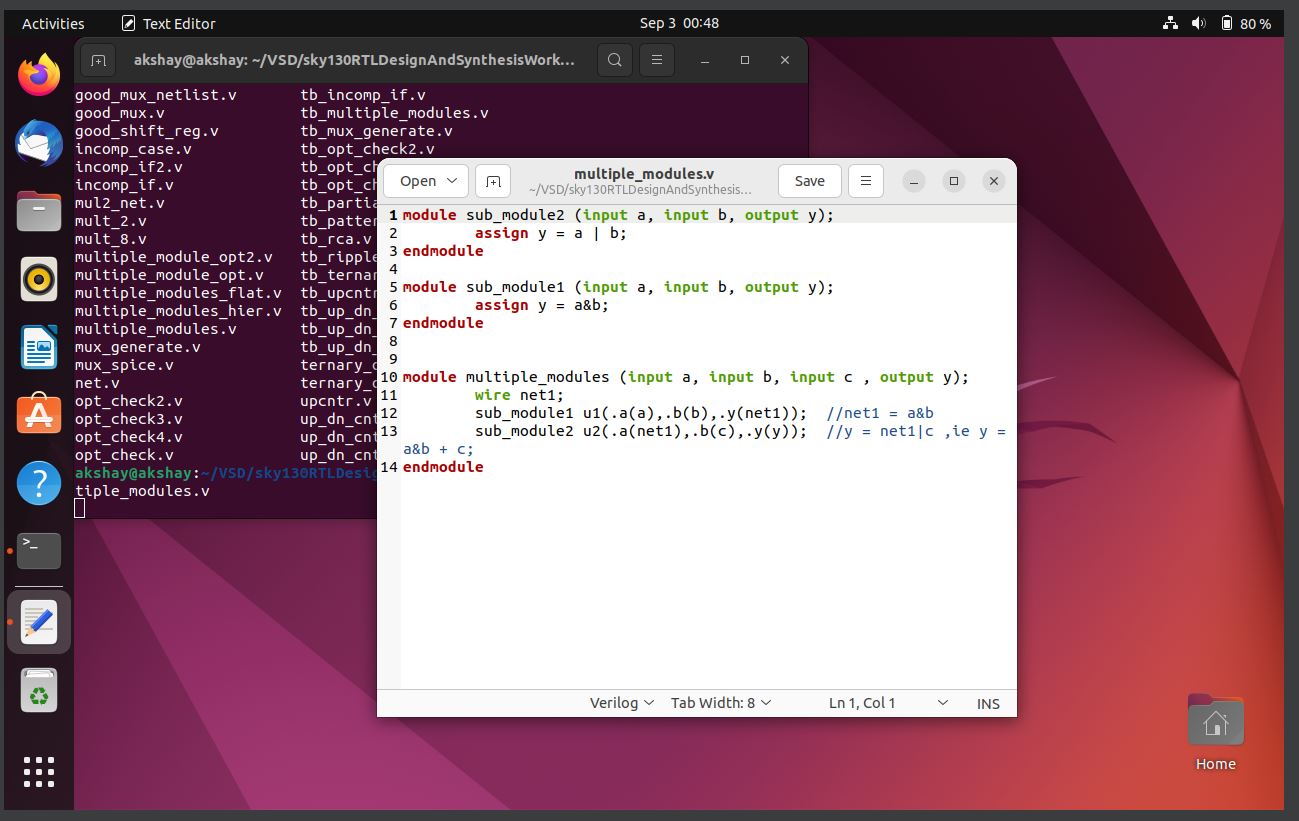 Activities Text Editor Sep 3 00:48 80 %
akshay@akshay: ~/VSD/sky130RTLDesignAndSynthesisWork...
good_mux_netlist.v tb_incomp_if.v
good_mux.v tb_multiple_modules.v
good_shift_reg.v tb_mux_generate.v
incomp_case.v tb_opt_check2.v
incomp_if2.v tb_opt_ch
incomp_if.v tb_opt_ch
mul2_net.v tb_partia
mult_2.v tb_patter
mult_8.v tb_rca.v
multiple_module_opt2.v tb_ripple
multiple_module_opt.v tb_ternar
multiple_modules_flat.v tb_upcntr
multiple_modules_hier.v tb_up_dn_
multiple_modules.v tb_up_dn_
mux_generate.v tb_up_dn_
mux_spice.v ternary_o
net.v ternary_o
opt_check2.v upcntr.v
opt_check3.v up_dn_cnt
opt_check4.v up_dn_cnt
opt_check.v up_dn_cnt
akshay@akshay:~/VSD/sky130RTLDesig
tiple_modules.v
Open multiple_modules.v Save
~/VSD/sky130RTLDesignAndSynthesis...
1 module sub_module2 (input a, input b, output y);
2 assign y = a | b;
3 endmodule
4
5 module sub_module1 (input a, input b, output y);
6 assign y = a&b;
7 endmodule
8
9
10 module multiple_modules (input a, input b, input c , output y);
11 wire net1;
12 sub_module1 u1(.a(a),.b(b),.y(net1)); //net1 = a&b
13 sub_module2 u2(.a(net1),.b(c),.y(y)); //y = net1|c ,ie y =
a&b + c;
14 endmodule
Verilog Tab Width: 8 Ln 1, Col 1 INS
Home